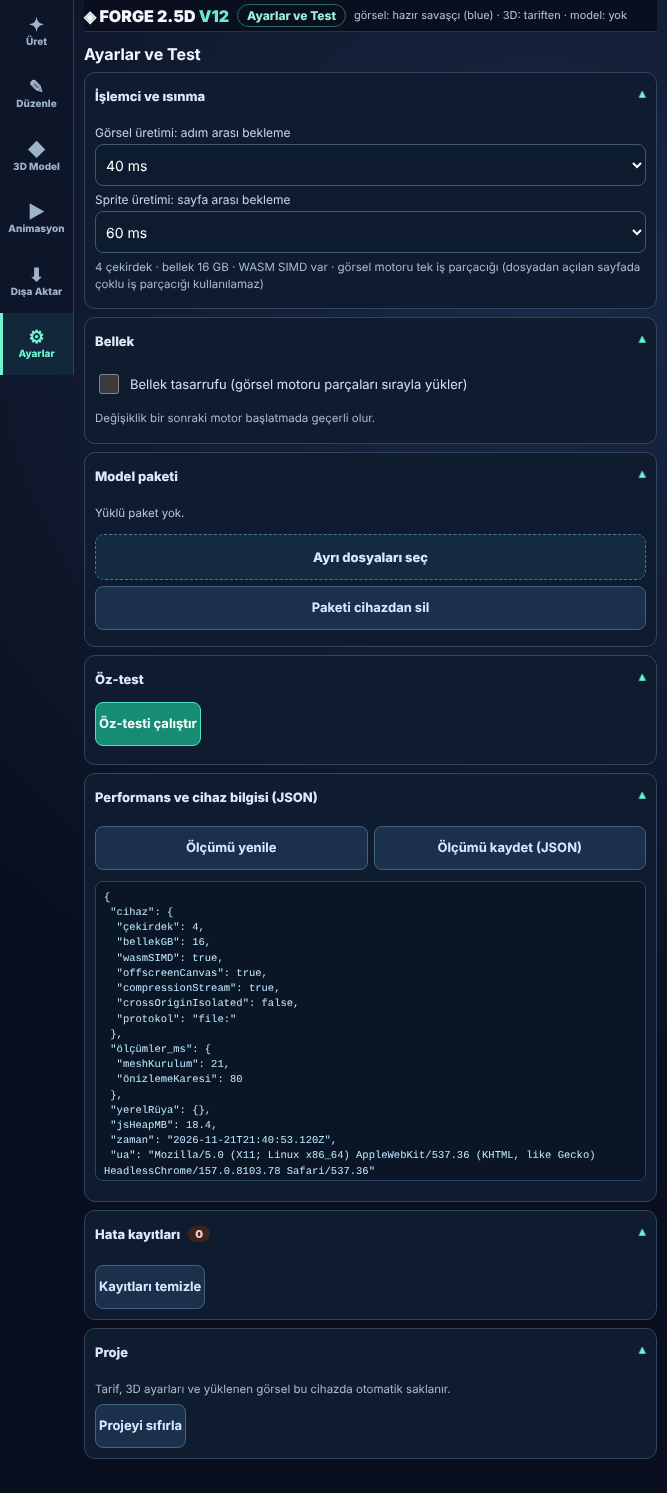 Üret
Düzenle
3D Model
Animasyon
Dışa Aktar
Ayarlar
FORGE 2.5D V12 Ayarlar ve Test görsel: hazır savaşçı (blue) · 3D: tariften · model: yok
Ayarlar ve Test
İşlemci ve ısınma
Görsel üretimi: adım arası bekleme
40 ms
Sprite üretimi: sayfa arası bekleme
60 ms
4 çekirdek · bellek 16 GB · WASM SIMD var · görsel motoru tek iş parçacığı (dosyadan açılan sayfada
çoklu iş parçacığı kullanılamaz)
Bellek
Bellek tasarrufu (görsel motoru parçaları sırayla yükler)
Değişiklik bir sonraki motor başlatmada geçerli olur.
Model paketi
Yüklü paket yok.
Ayrı dosyaları seç
Paketi cihazdan sil
Öz-test
Öz-testi çalıştır
Performans ve cihaz bilgisi (JSON)
Ölçümü yenile
Ölçümü kaydet (JSON)
{
"cihaz": {
"çekirdek": 4,
"bellekGB": 16,
"wasmSIMD": true,
"offscreenCanvas": true,
"compressionStream": true,
"crossOriginIsolated": false,
"protokol": "file:"
},
"ölçümler_ms": {
"meshKurulum": 21,
"önizlemeKaresi": 80
},
"yerelRüya": {},
"jsHeapMB": 18.4,
"zaman": "2026-11-21T21:40:53.120Z",
"ua": "Mozilla/5.0 (X11; Linux x86_64) AppleWebKit/537.36 (KHTML, like Gecko)
HeadlessChrome/157.0.8103.78 Safari/537.36"
Hata kayıtları 0
Kayıtları temizle
Proje
Tarif, 3D ayarları ve yüklenen görsel bu cihazda otomatik saklanır.
Projeyi sıfırla